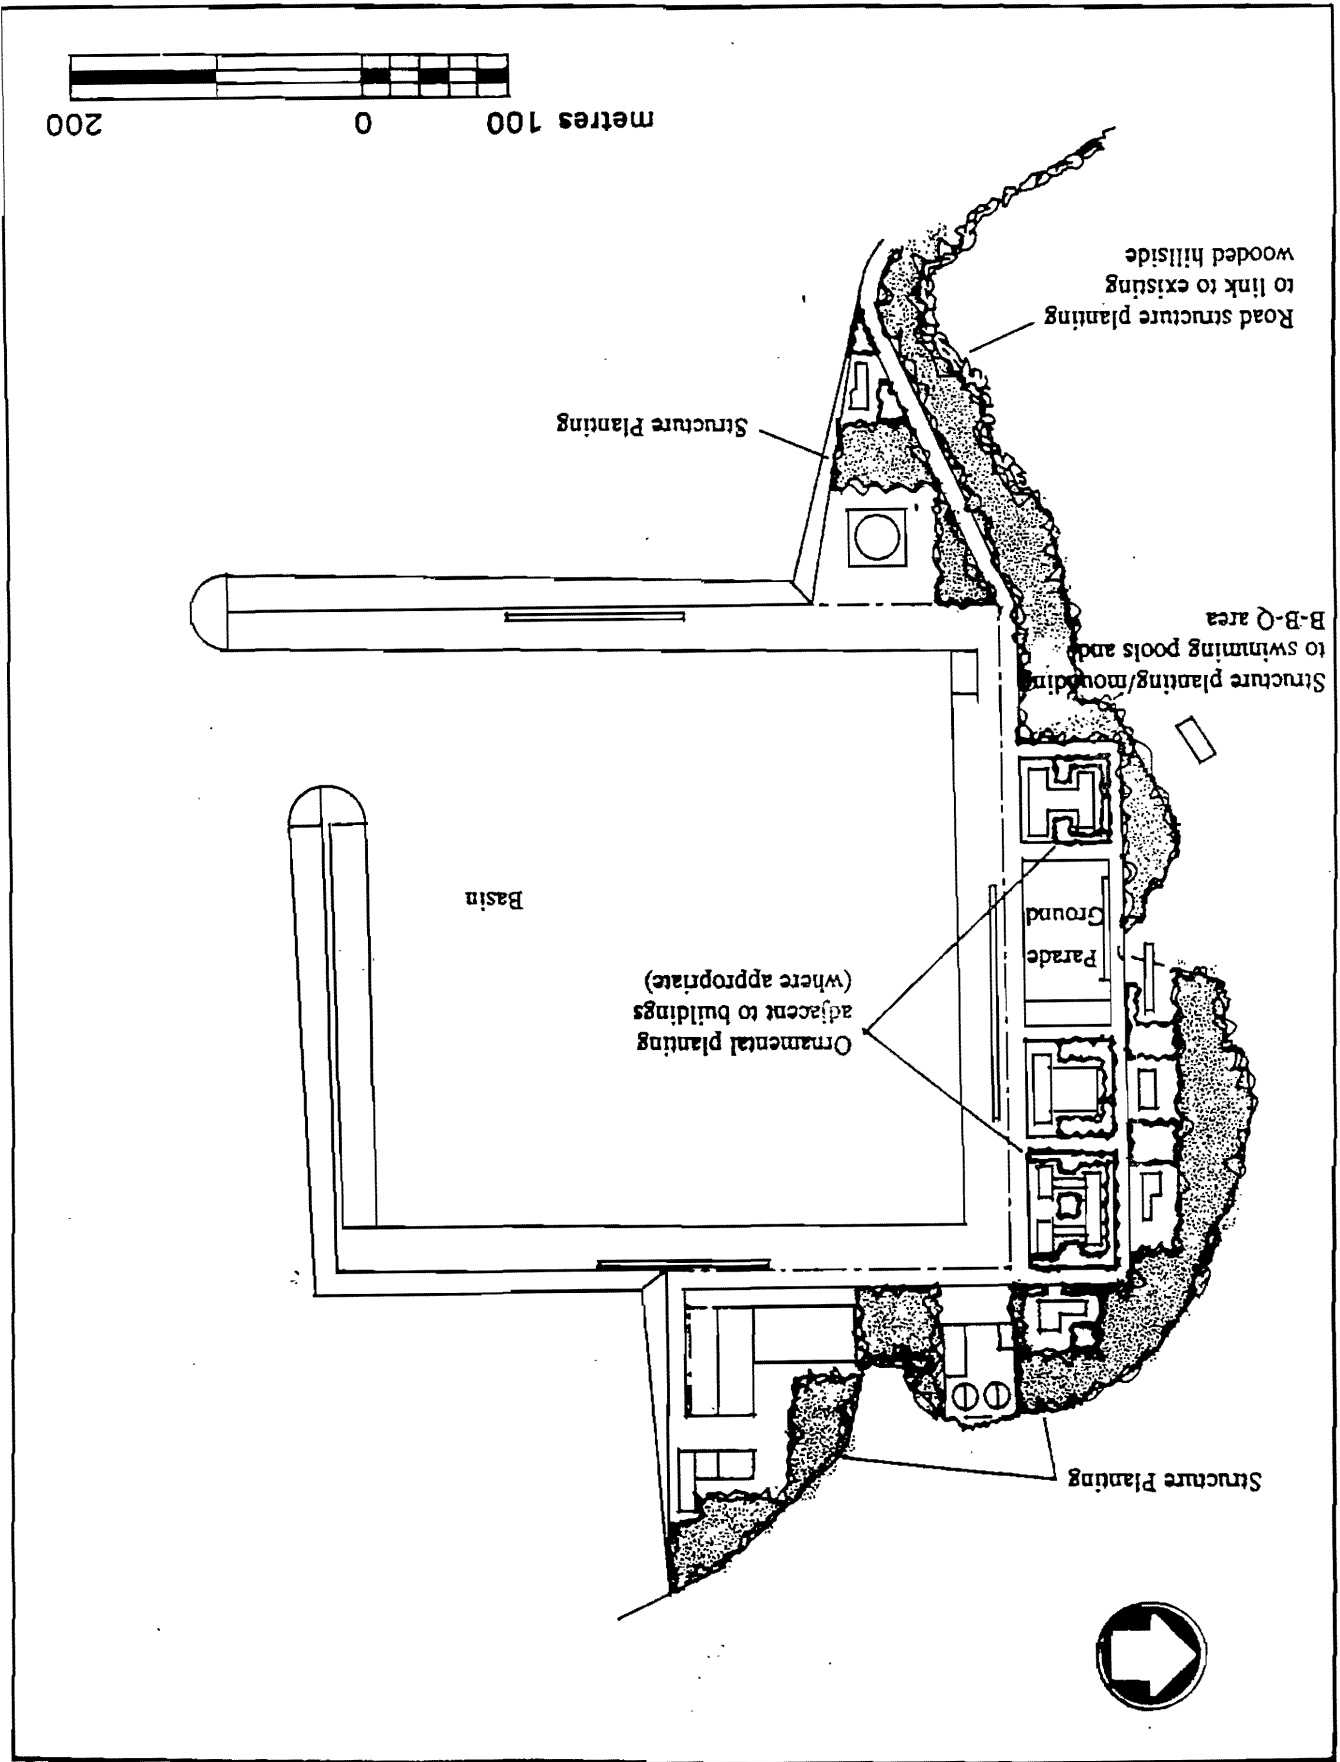 Structure Planting
Ornamental planting
adjacent to buildings
(where appropriate)
Parade
Ground
Basin
Structure planting/mounding
to swimming pools and
B-B-Q area
Structure Planting
Road structure planting
to link to existing
wooded hillside
metres 100 0 200